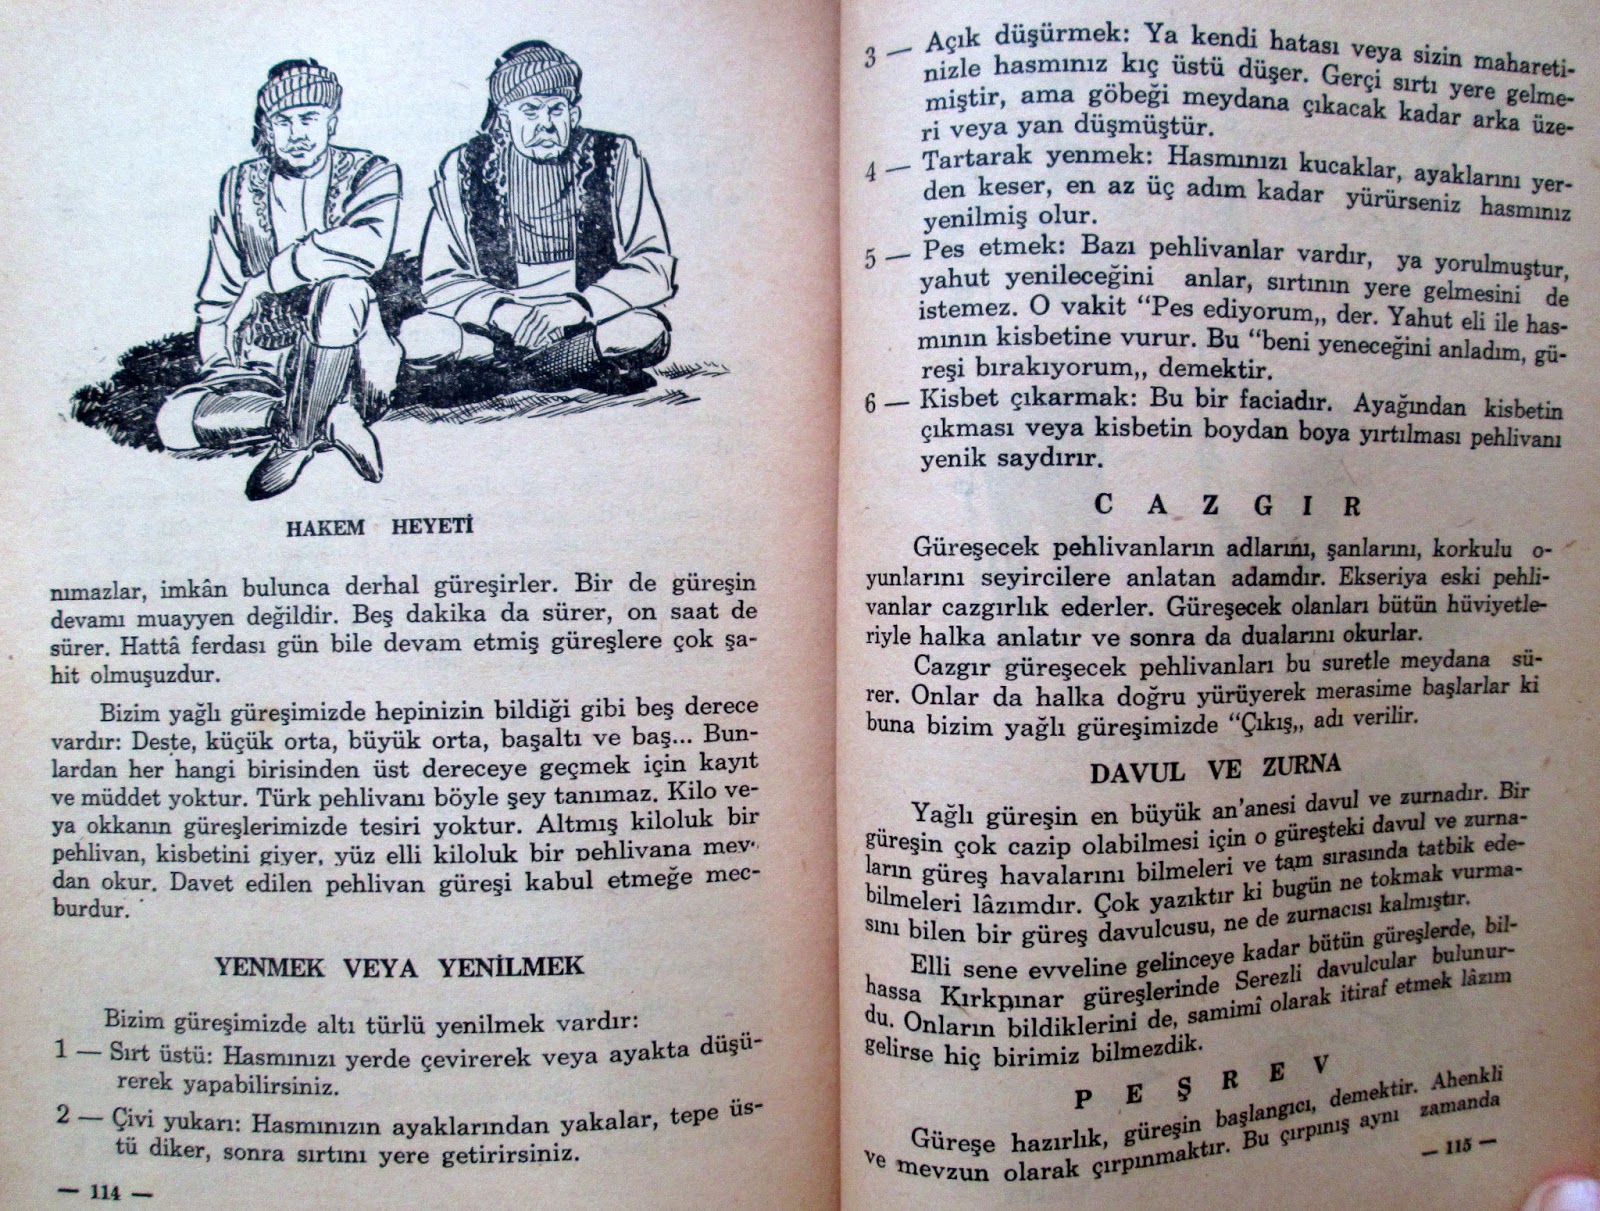 HAKEM HEYETİ
nımazlar, imkân bulunca derhal güreşirler. Bir de güreşin
devamı muayyen değildir. Beş dakika da sürer, on saat de
sürer. Hattâ ferdası gün bile devam etmiş güreşlere çok şa-
hit olmuşuzdur.
Bizim yağlı güreşimizde hepinizin bildiği gibi beş derece
vardır: Deste, küçük orta, büyük orta, başaltı ve baş... Bun-
lardan her hangi birisinden üst dereceye geçmek için kayıt
ve müddet yoktur. Türk pehlivanı böyle şey tanımaz. Kilo ve-
ya okkanın güreşlerimizde tesiri yoktur. Altmış kiloluk bir
pehlivan, kisbetini giyer, yüz elli kiloluk bir pehlivana mey-
dan okur. Davet edilen pehlivan güreşi kabul etmeğe mec-
burdur.
YENMEK VEYA YENİLMEK
Bizim güreşimizde altı türlü yenilmek vardır:
1 — Sırt üstü: Hasmınızı yerde çevirerek veya ayakta düşü-
rerek yapabilirsiniz.
2 — Çivi yukarı: Hasmınızın ayaklarından yakalar, tepe üs-
tü diker, sonra sırtını yere getirirsiniz.
— 114 —
3 — Açık düşürmek: Ya kendi hatası veya sizin mahareti-
nizle hasmınız kıç üstü düşer. Gerçi sırtı yere gelme-
miştir, ama göbeği meydana çıkacak kadar arka üze-
ri veya yan düşmüştür.
4 — Tartarak yenmek: Hasmınızı kucaklar, ayaklarını yer-
den keser, en az üç adım kadar yürürseniz hasmınız
yenilmiş olur.
5 — Pes etmek: Bazı pehlivanlar vardır, ya yorulmuştur,
yahut yenileceğini anlar, sırtının yere gelmesini de
istemez. O vakit “Pes ediyorum„ der. Yahut eli ile has-
mının kisbetine vurur. Bu “beni yeneceğini anladım, gü-
reşi bırakıyorum„ demektir.
6 — Kisbet çıkarmak: Bu bir faciadır. Ayağından kisbetin
çıkması veya kisbetin boydan boya yırtılması pehlivanı
yenik saydırır.
C A Z G I R
Güreşecek pehlivanların adlarını, şanlarını, korkulu o-
yunlarını seyircilere anlatan adamdır. Ekseriya eski pehli-
vanlar cazgırlık ederler. Güreşecek olanları bütün hüviyetle-
riyle halka anlatır ve sonra da dualarını okurlar.
Cazgır güreşecek pehlivanları bu suretle meydana sü-
rer. Onlar da halka doğru yürüyerek merasime başlarlar ki
buna bizim yağlı güreşimizde “Çıkış„ adı verilir.
DAVUL VE ZURNA
Yağlı güreşin en büyük an’anesi davul ve zurnadır. Bir
güreşin çok cazip olabilmesi için o güreşteki davul ve zurna-
ların güreş havalarını bilmeleri ve tam sırasında tatbik ede-
bilmeleri lâzımdır. Çok yazıktır ki bugün ne tokmak vurma-
sını bilen bir güreş davulcusu, ne de zurnacısı kalmıştır.
Elli sene evveline gelinceye kadar bütün güreşlerde, bil-
hassa Kırkpınar güreşlerinde Serezli davulcular bulunur-
du. Onların bildiklerini de, samimî olarak itiraf etmek lâzım
gelirse hiç birimiz bilmezdik.
P E Ş R E V
Güreşe hazırlık, güreşin başlangıcı, demektir. Ahenkli
ve mevzun olarak çırpınmaktır. Bu çırpınış aynı zamanda
— 115 —